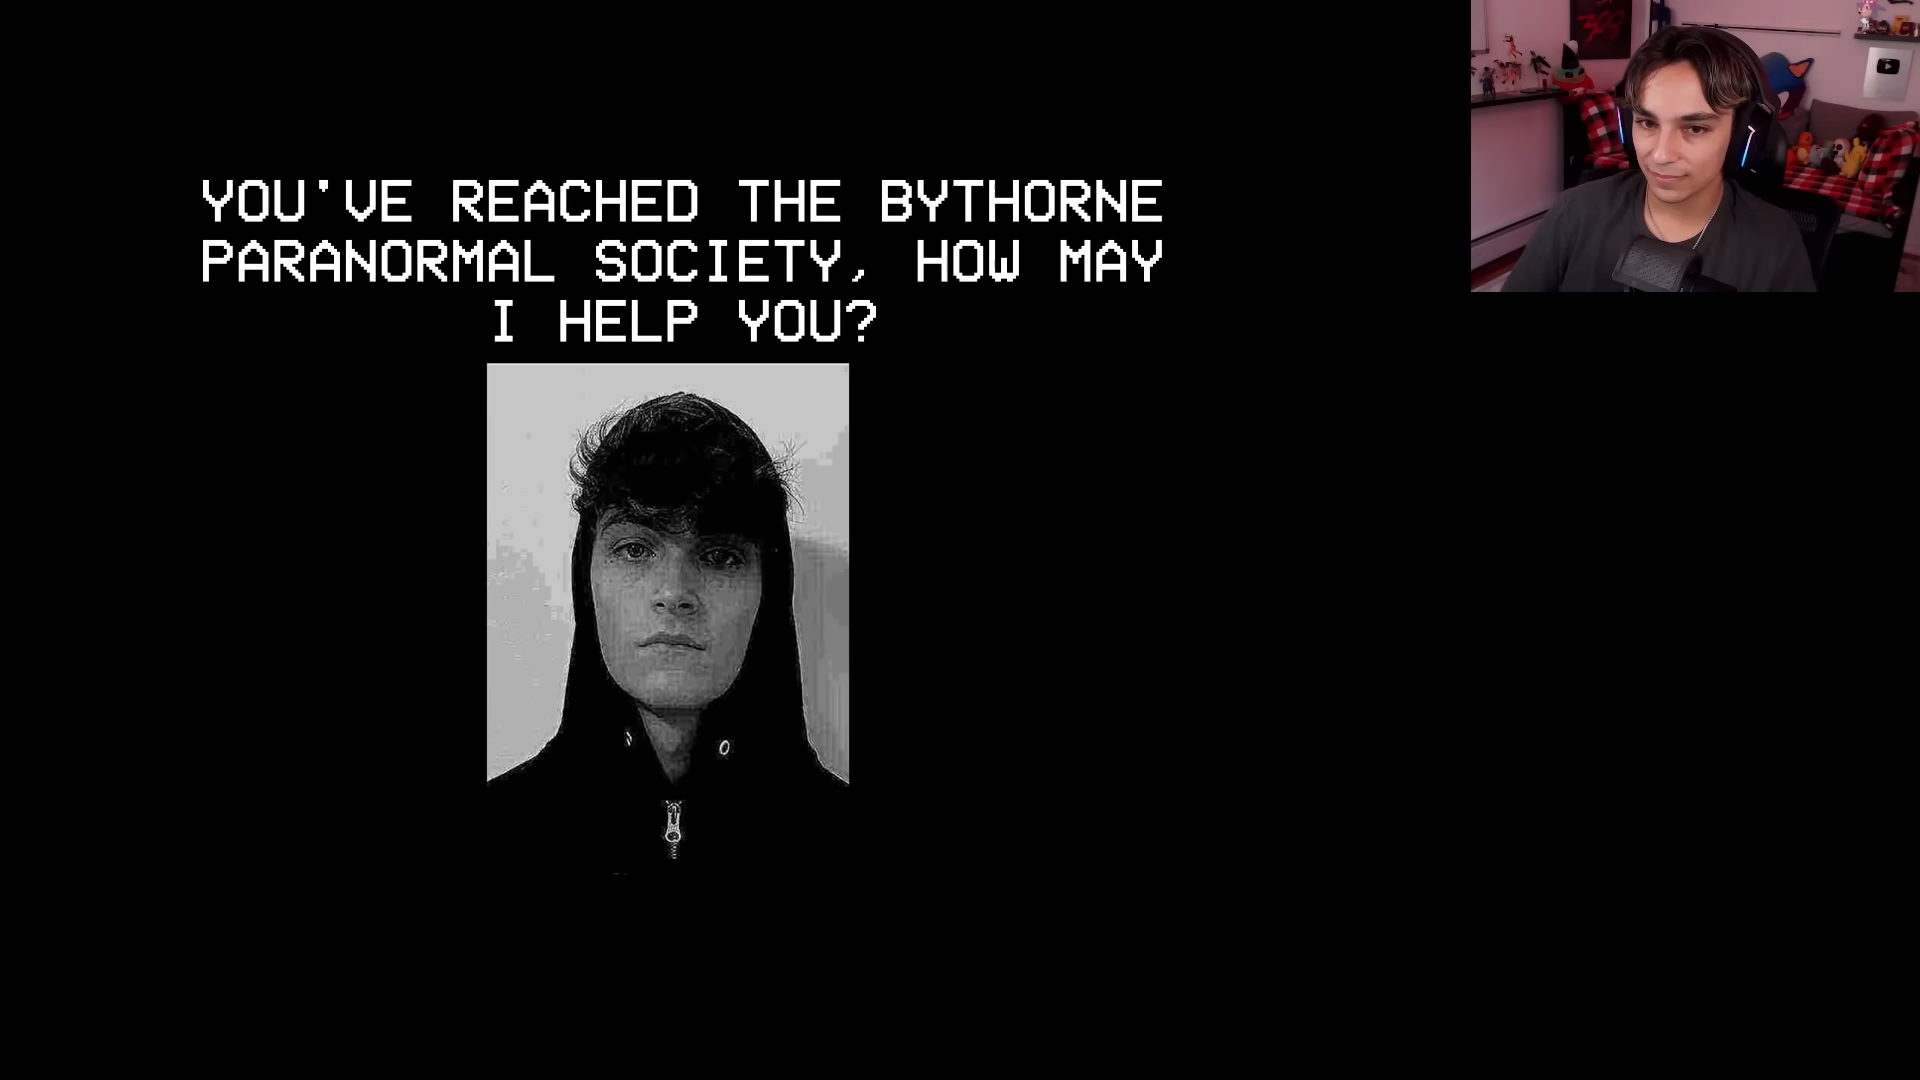 YOU'VE REACHED THE BYTHORNE
PARANORMAL SOCIETY, HOW MAY
I HELP YOU?